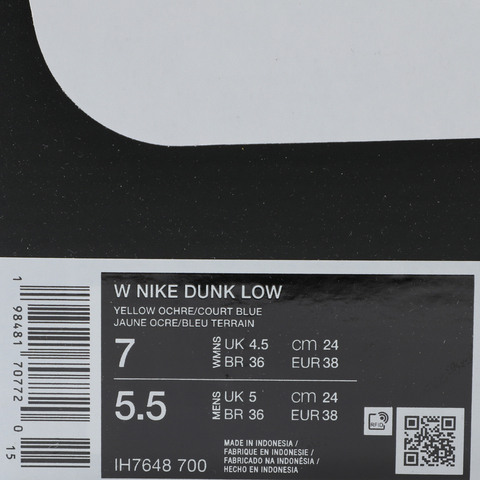 W NIKE DUNK LOW
YELLOW OCHRE/COURT BLUE
JAUNE OCRE/BLEU TERRAIN
7 WMNS UK 4.5 cm 24
BR 36 EUR 38
5.5 MENS UK 5 cm 24
BR 36 EUR 38
MADE IN INDONESIA /
FABRIQUE EN INDONESIE /
FABRICADO NA INDONÉSIA /
HECHO EN INDONESIA
IH7648 700
RFID
1 98481 70772 0 15